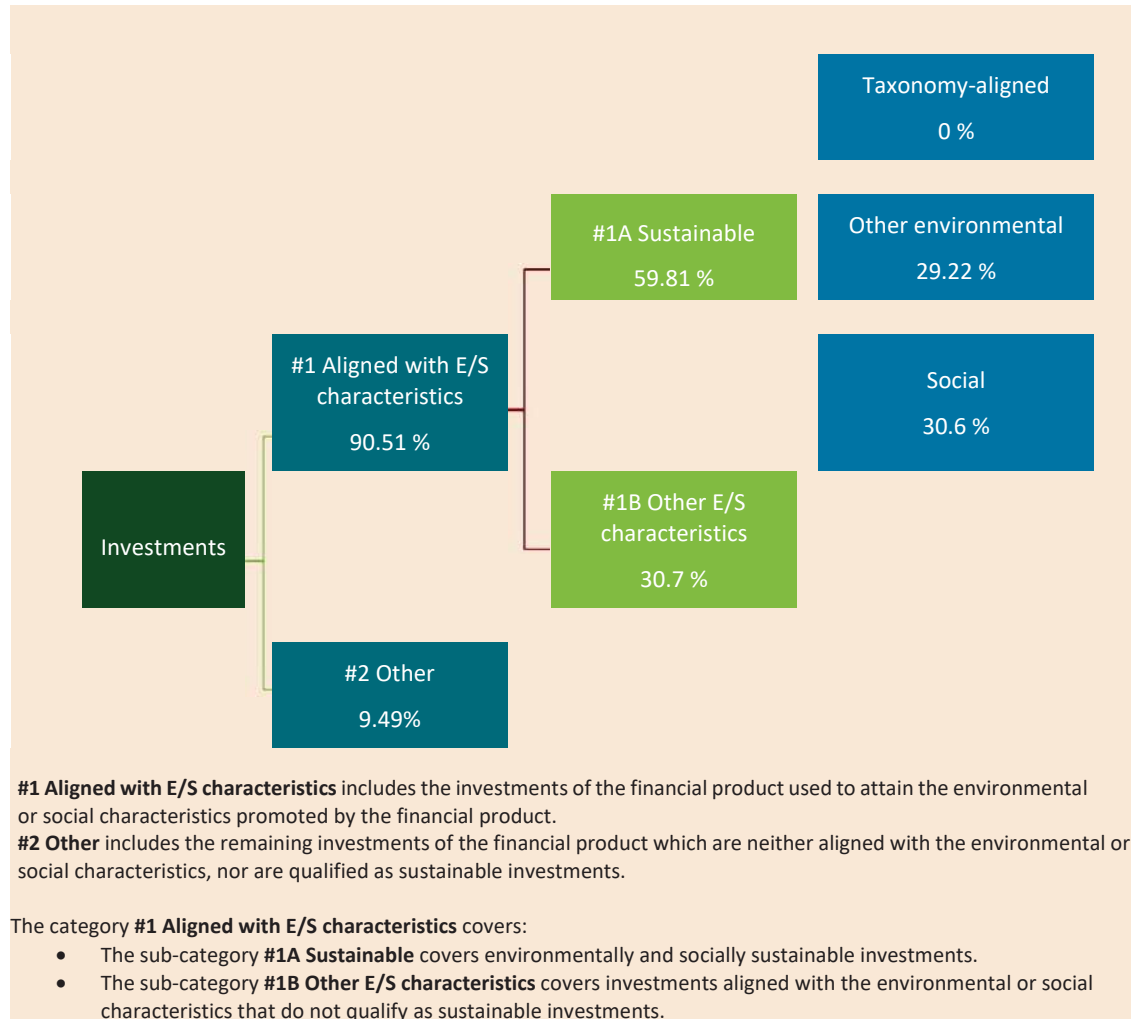 Taxonomy-aligned
0 %
#1A Sustainable
59.81 %
Other environmental
29.22 %
#1 Aligned with E/S
characteristics
90.51 %
Social
30.6 %
Investments
#1B Other E/S
characteristics
30.7 %
#2 Other
9.49%
#1 Aligned with E/S characteristics includes the investments of the financial product used to attain the environmental
or social characteristics promoted by the financial product.
#2 Other includes the remaining investments of the financial product which are neither aligned with the environmental or
social characteristics, nor are qualified as sustainable investments.
The category #1 Aligned with E/S characteristics covers:
• The sub-category #1A Sustainable covers environmentally and socially sustainable investments.
• The sub-category #1B Other E/S characteristics covers investments aligned with the environmental or social
characteristics that do not qualify as sustainable investments.